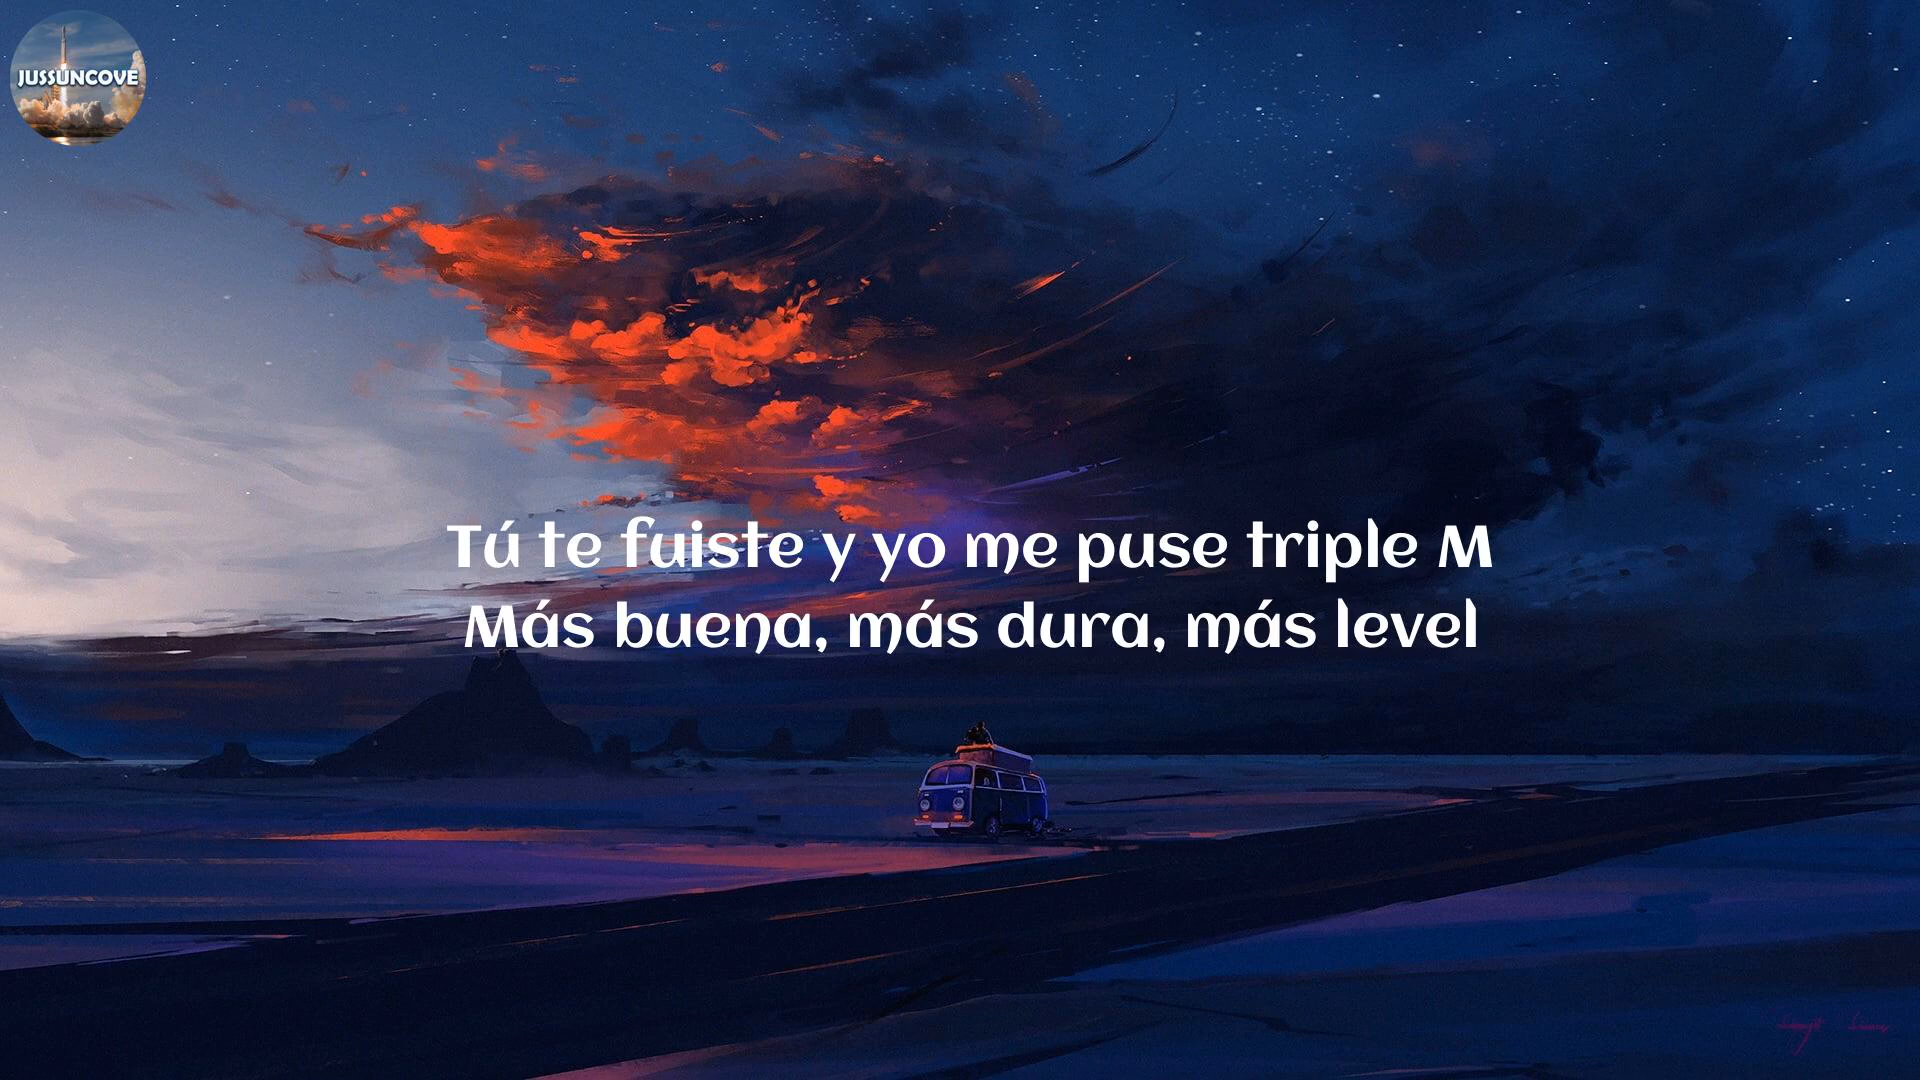 JUSSUNCOVE
Tú te fuiste y yo me puse triple M
Más buena, más dura, más level